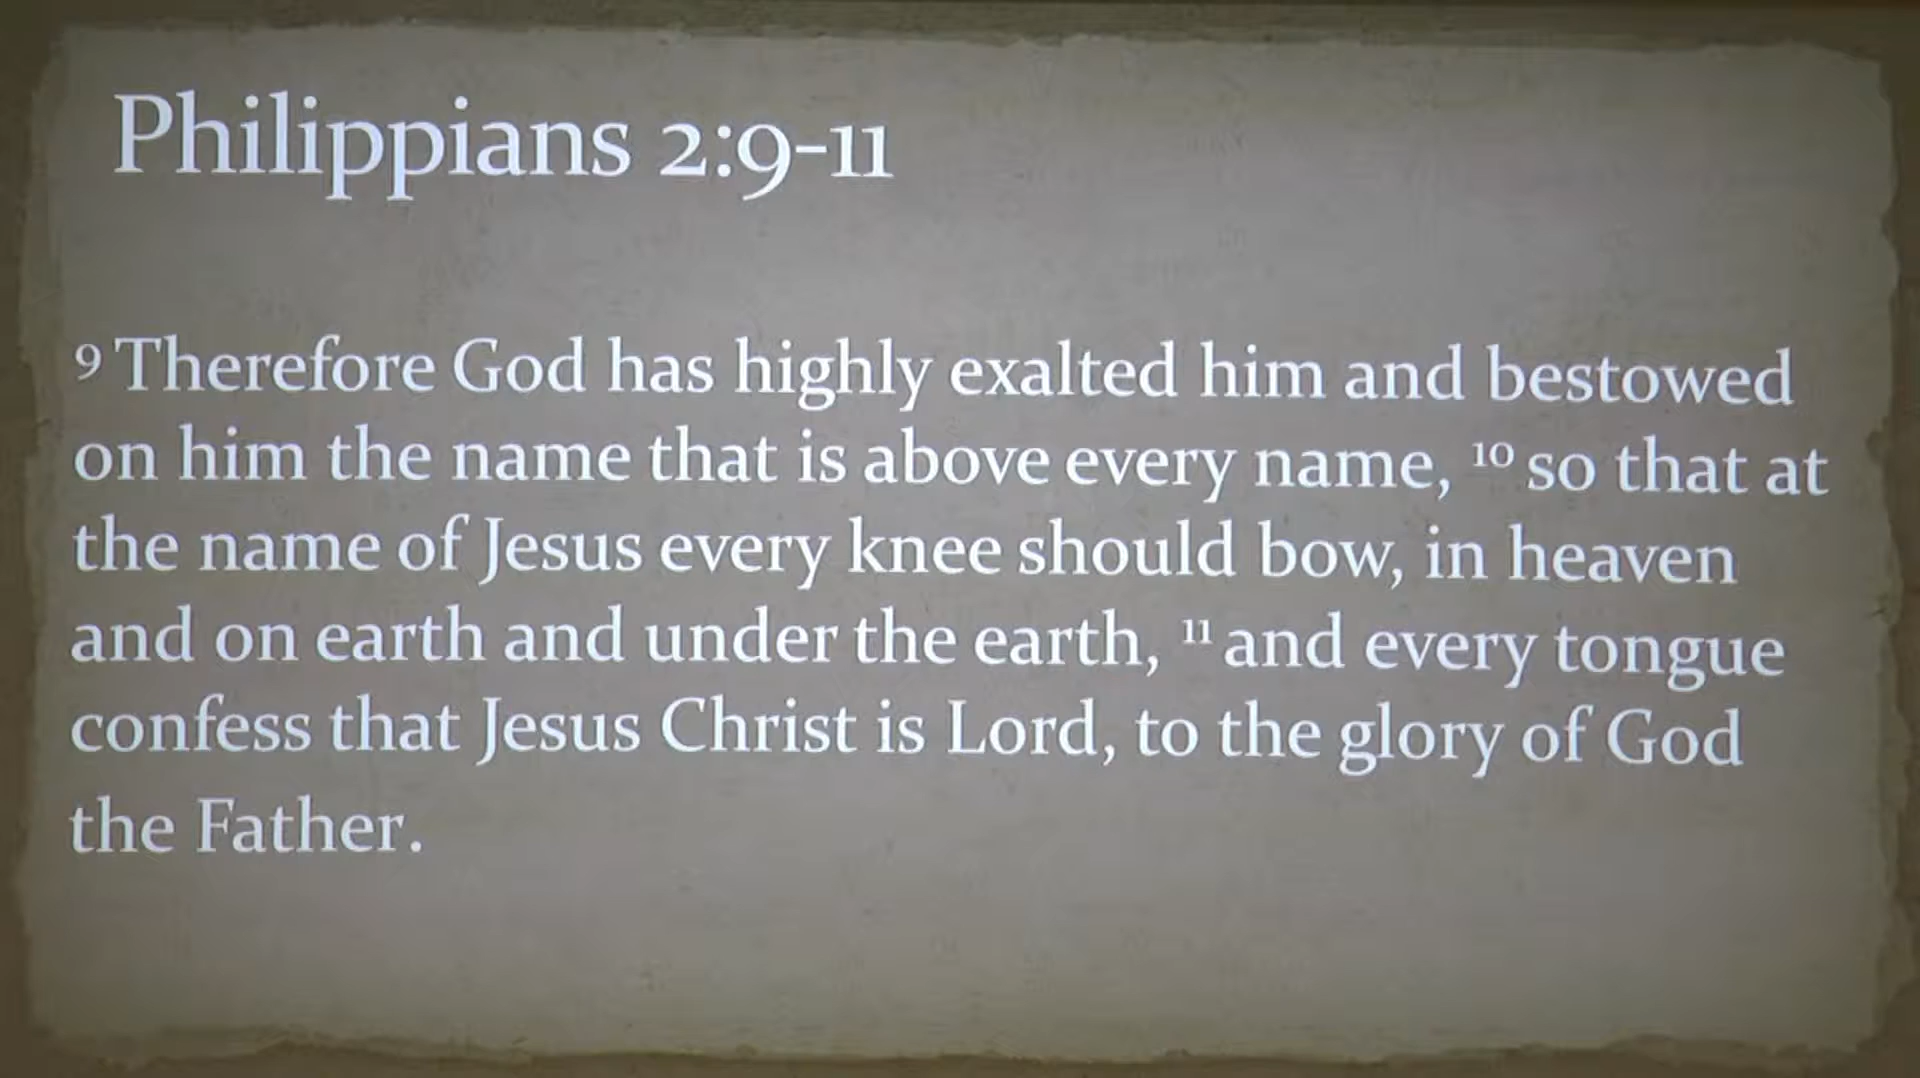 Philippians 2:9-11
9 Therefore God has highly exalted him and bestowed
on him the name that is above every name, 10 so that at
the name of Jesus every knee should bow, in heaven
and on earth and under the earth, 11 and every tongue
confess that Jesus Christ is Lord, to the glory of God
the Father.